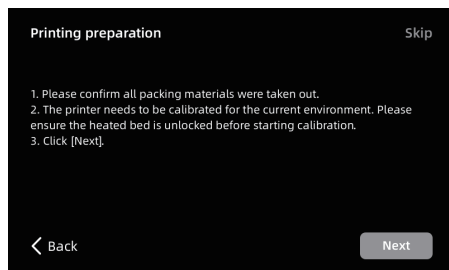 Printing preparation
Skip
1. Please confirm all packing materials were taken out.
2. The printer needs to be calibrated for the current environment. Please
ensure the heated bed is unlocked before starting calibration.
3. Click [Next].
Back
Next